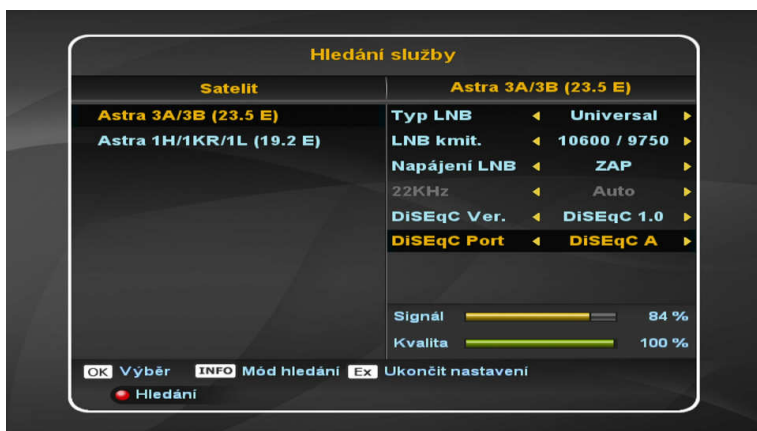 Hledání služby
Satelit
Astra 3A/3B (23.5 E)
Astra 3A/3B (23.5 E)
Astra 1H/1KR/1L (19.2 E)
Typ LNB Universal
LNB kmit. 10600 / 9750
Napájení LNB ZAP
22KHz Auto
DiSEqC Ver. DiSEqC 1.0
DiSEqC Port DiSEqC A
Signál 84 %
Kvalita 100 %
OK Výběr INFO Mód hledání Ex Ukončit nastavení
Hledání